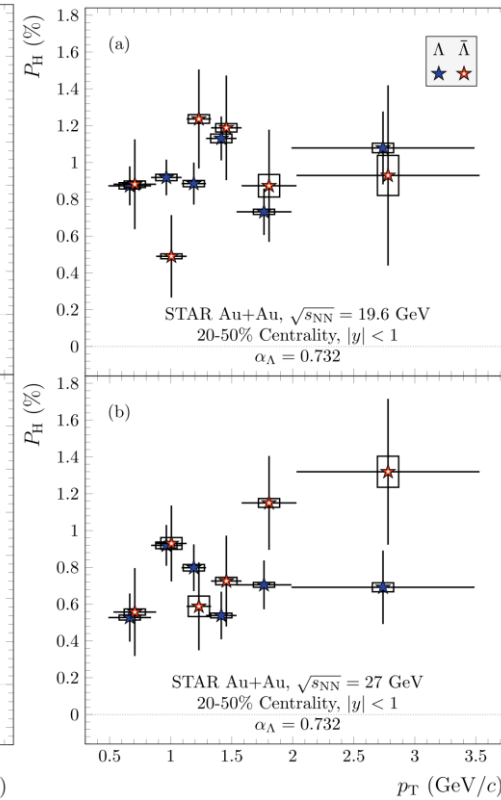 P_H (%)
1.8
(a)
Λ Λ̄
1.6
1.4
1.2
1
0.8
0.6
0.4
0.2
0
STAR Au+Au, √s_NN = 19.6 GeV
20-50% Centrality, |y| < 1
α_Λ = 0.732
P_H (%)
1.8
(b)
1.6
1.4
1.2
1
0.8
0.6
0.4
0.2
0
STAR Au+Au, √s_NN = 27 GeV
20-50% Centrality, |y| < 1
α_Λ = 0.732
0.5 1 1.5 2 2.5 3 3.5
) p_T (GeV/c)